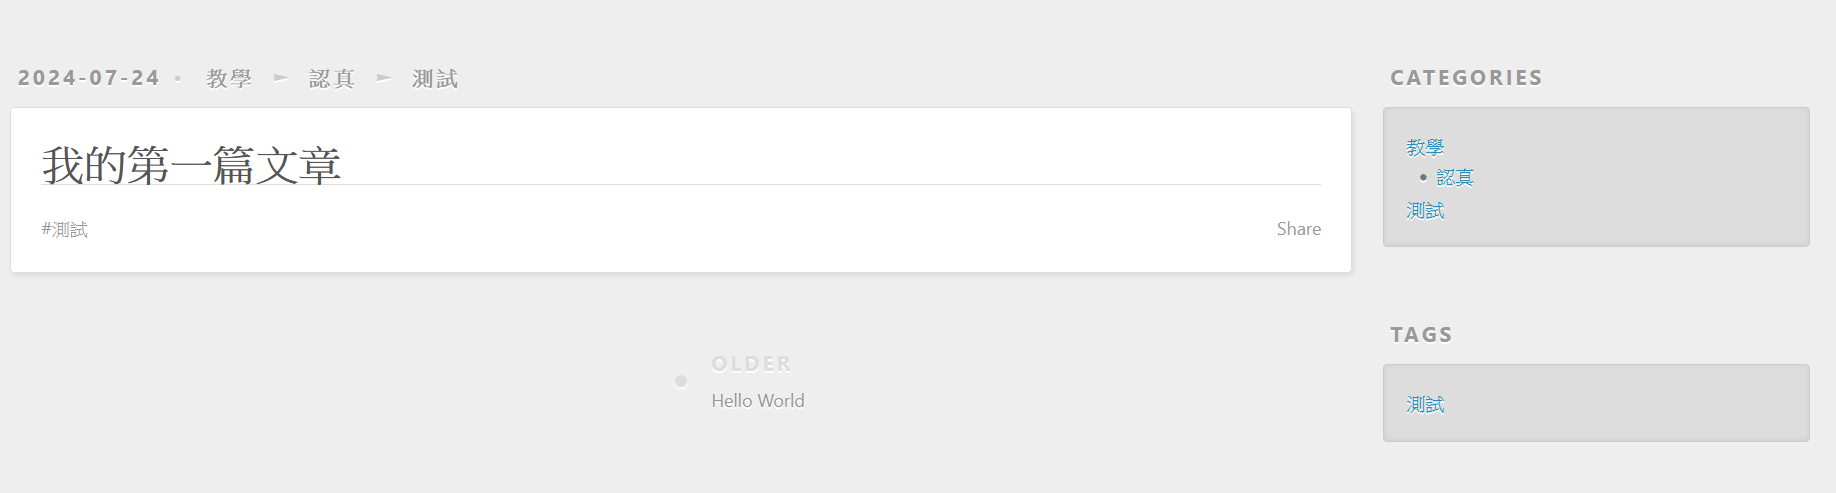 2024-07-24 • 教學 ► 認真 ► 測試
我的第一篇文章
#測試
Share
OLDER
Hello World
CATEGORIES
教學
• 認真
測試
TAGS
測試